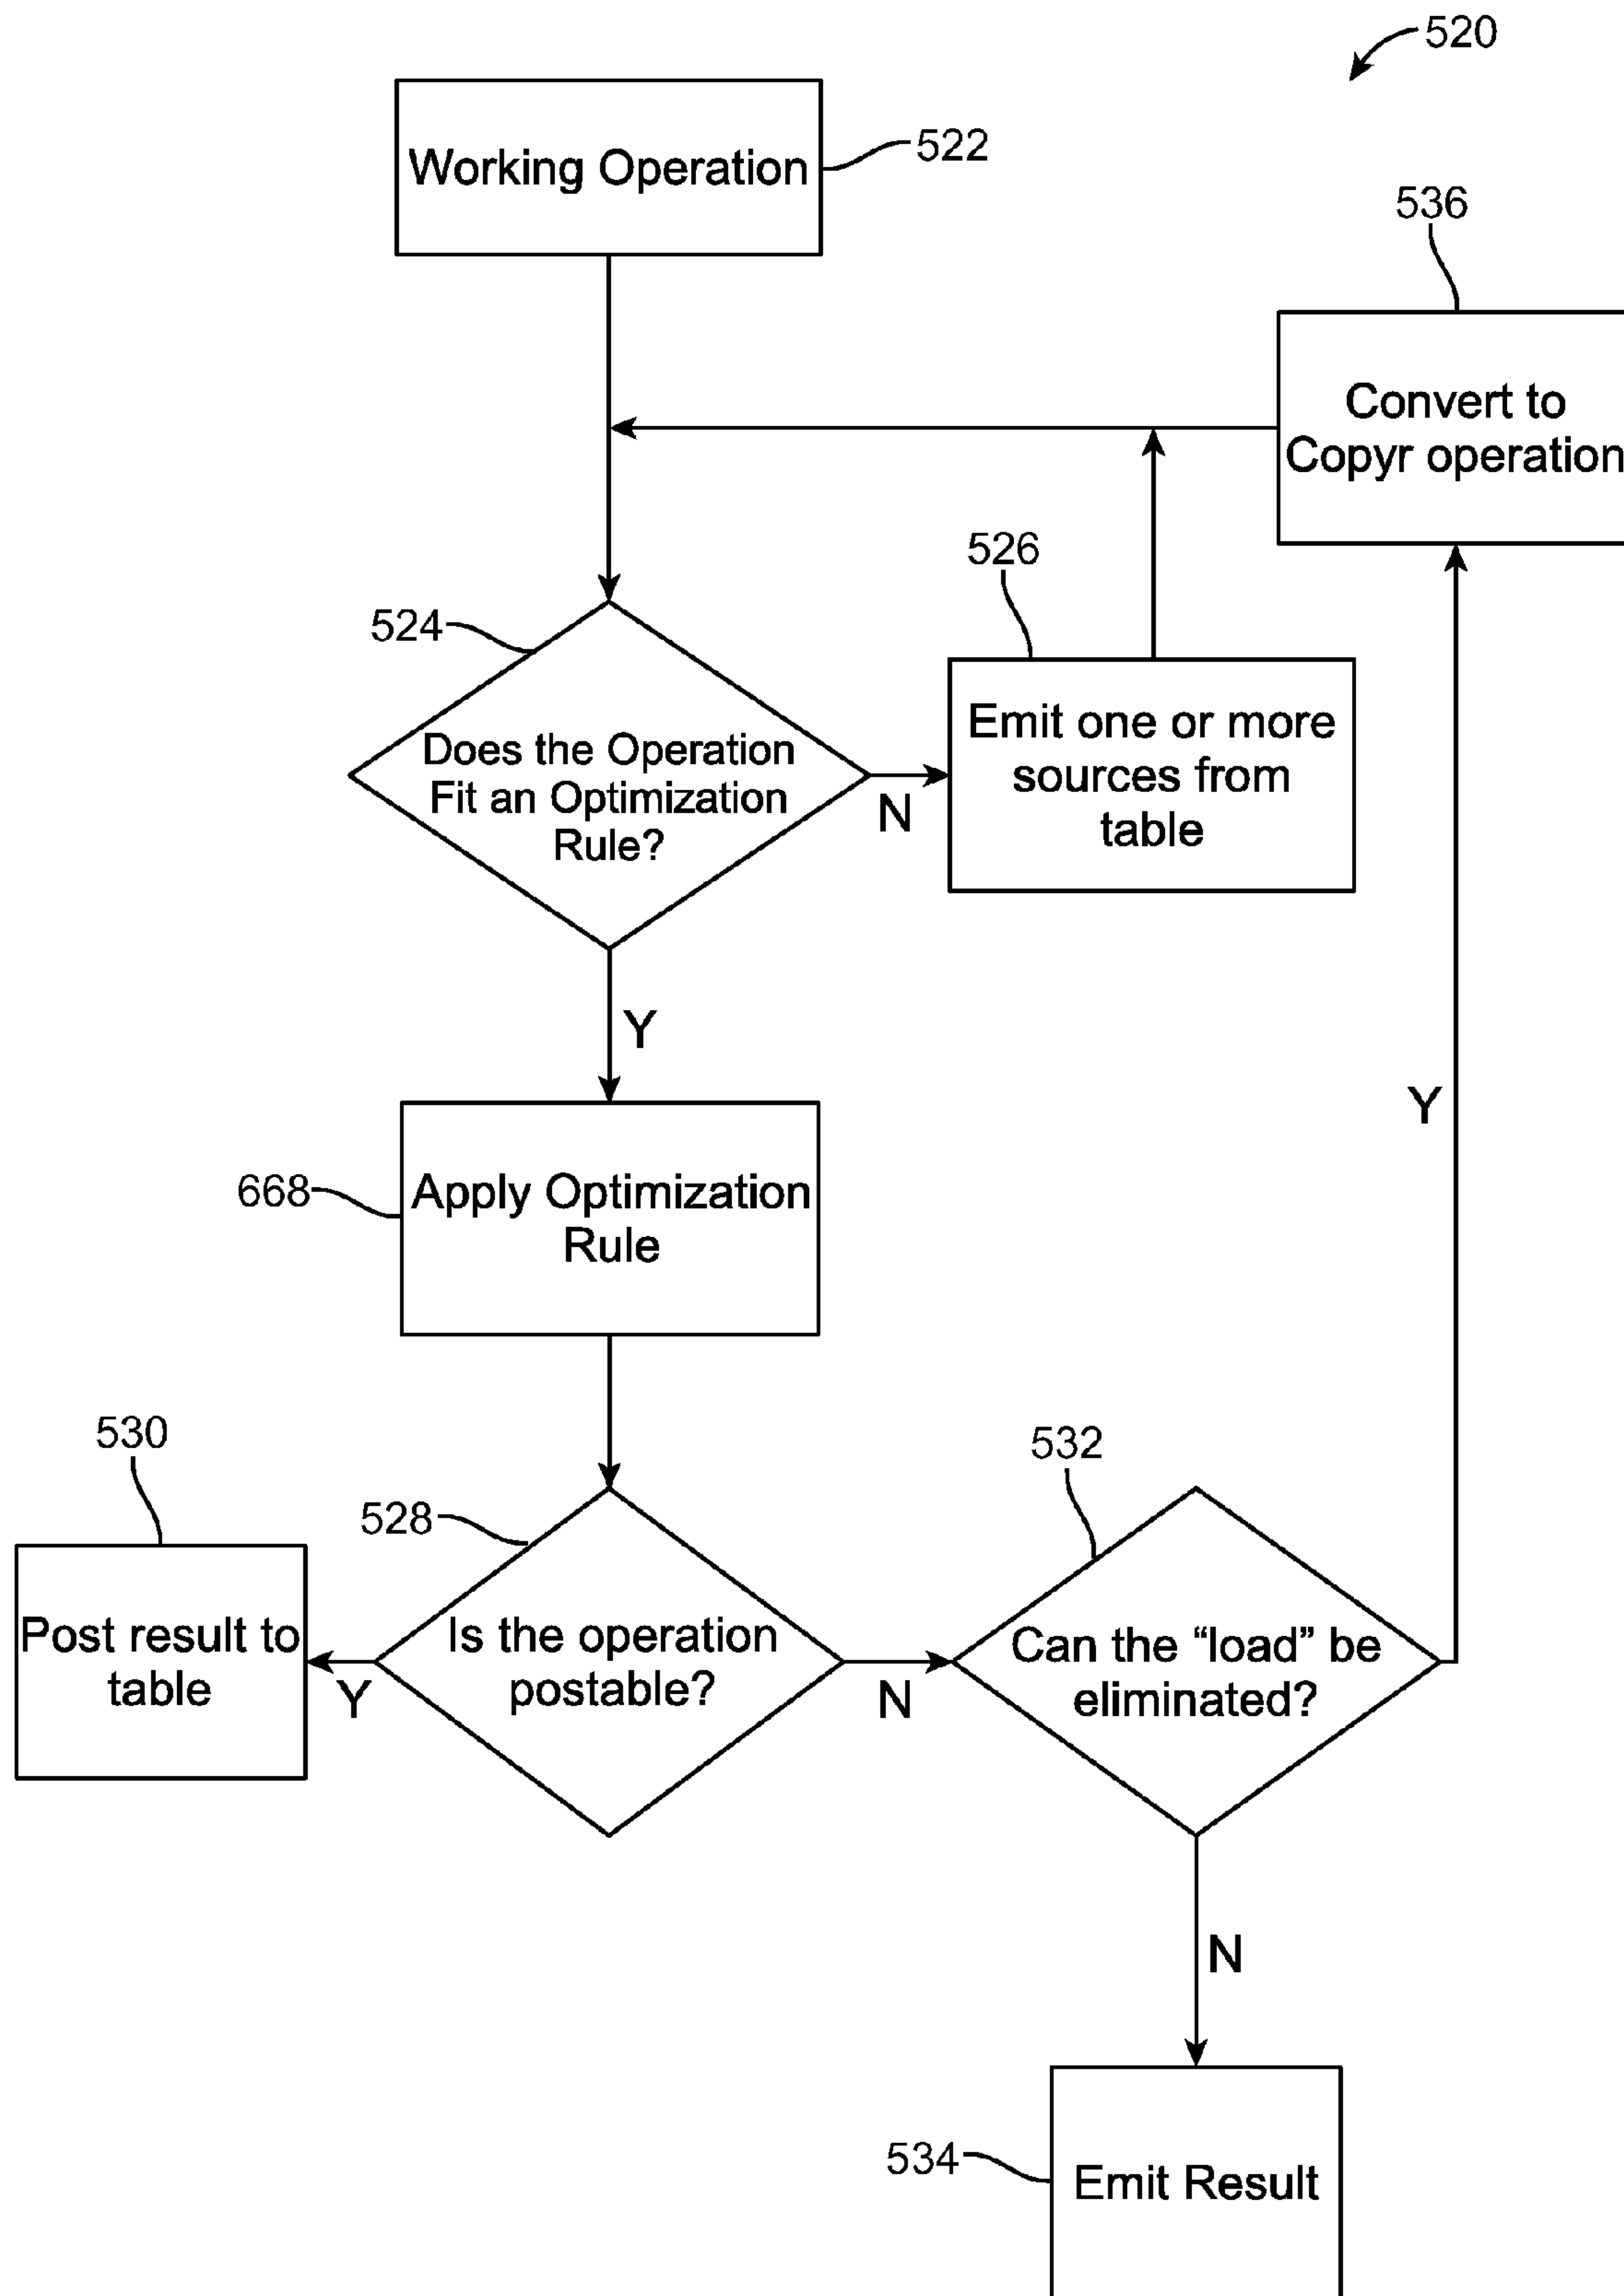 520
Working Operation
522
536
Convert to
Copyr operation
526
524
Emit one or more
sources from
table
Does the Operation
Fit an Optimization
Rule?
N
Y
Y
668
Apply Optimization
Rule
530
532
528
Post result to
table
Is the operation
postable?
Can the “load” be
eliminated?
Y
N
N
534
Emit Result